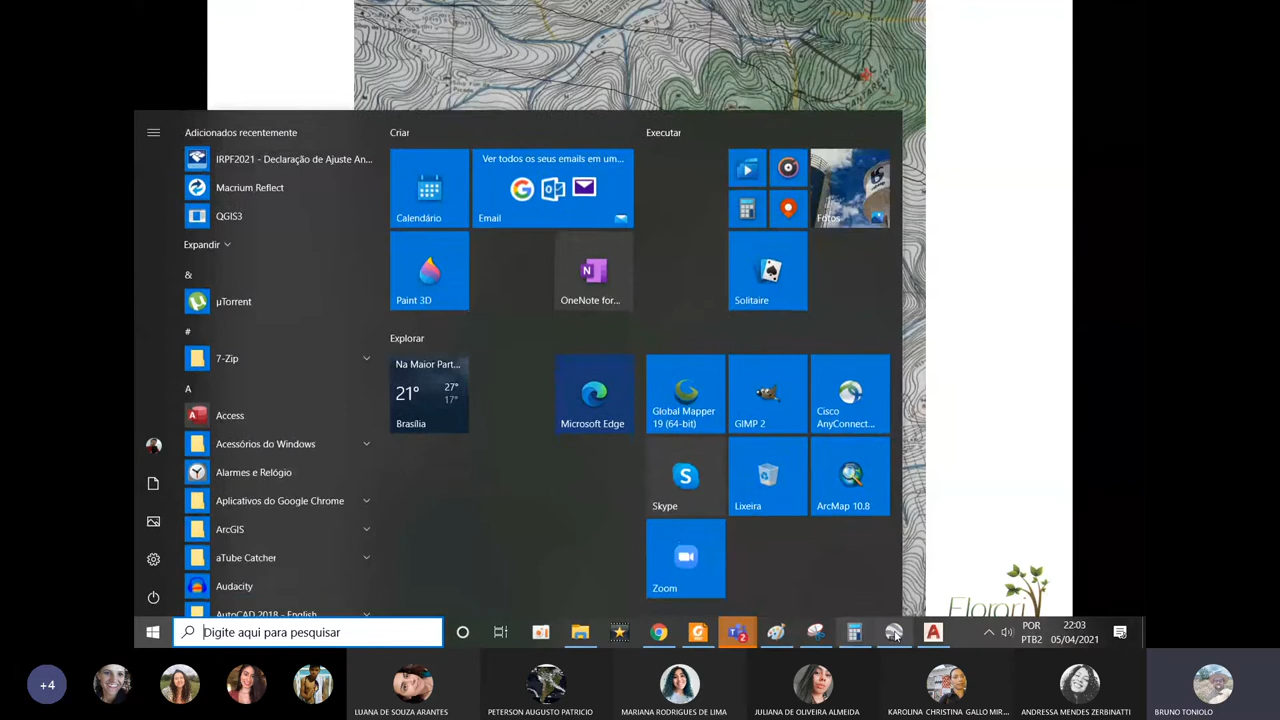 CANTAREIRA
Adicionados recentemente
IRPF2021 - Declaração de Ajuste An...
Macrium Reflect
QGIS3
Expandir
&
µTorrent
#
7-Zip
A
Access
Acessórios do Windows
Alarmes e Relógio
Aplicativos do Google Chrome
ArcGIS
aTube Catcher
Audacity
AutoCAD 2018 - English
Criar
Calendário
Ver todos os seus emails em um...
Email
Paint 3D
OneNote for...
Explorar
Na Maior Part...
21° 27°
17°
Brasília
Microsoft Edge
Executar
Fotos
Solitaire
Global Mapper
19 (64-bit)
GIMP 2
Cisco
AnyConnect...
Skype
Lixeira
ArcMap 10.8
Zoom
Digite aqui para pesquisar
2
POR
PTB2
22:03
05/04/2021
+4
LUANA DE SOUZA ARANTES
PETERSON AUGUSTO PATRICIO
MARIANA RODRIGUES DE LIMA
JULIANA DE OLIVEIRA ALMEIDA
KAROLINA CHRISTINA GALLO MIR...
ANDRESSA MENDES ZERBINATTI
BRUNO TONIOLO